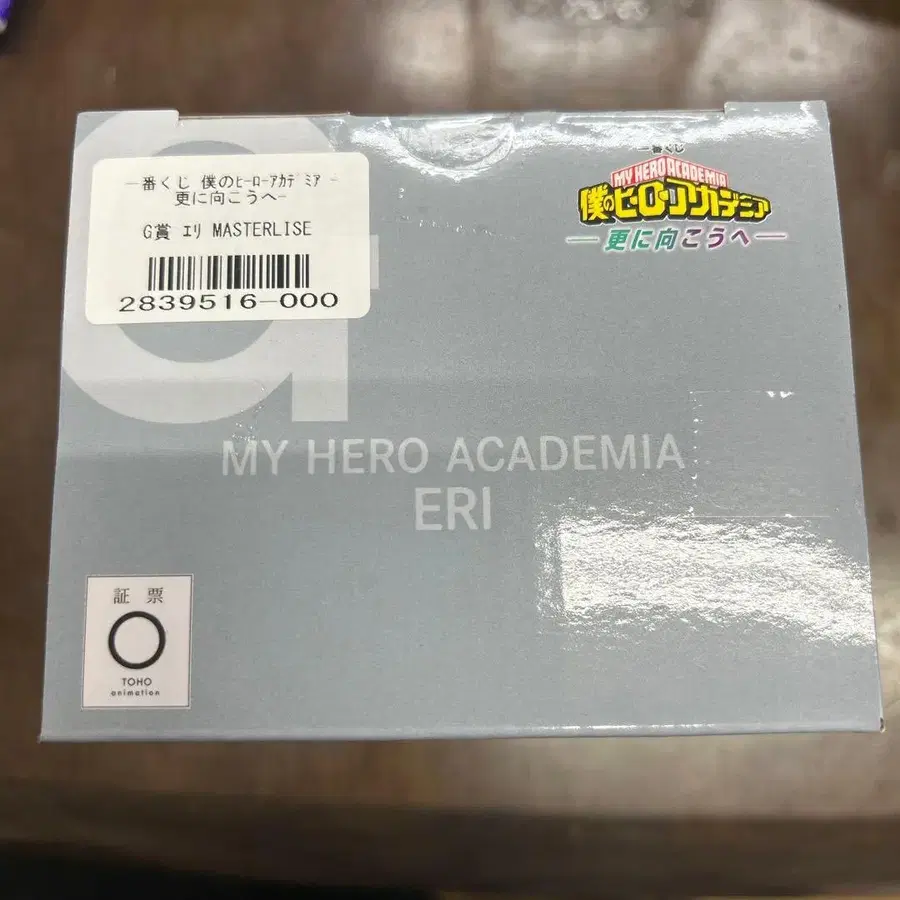 一番くじ 僕のﾋｰﾛｰｱｶﾃﾞﾐｱ -
更に向こうへ-
G賞 ｴﾘ MASTERLISE
2839516-000
一番くじ
MY HERO ACADEMIA
僕のヒーローアカデミア
—更に向こうへ—
G
MY HERO ACADEMIA
ERI
証票
TOHO
animation